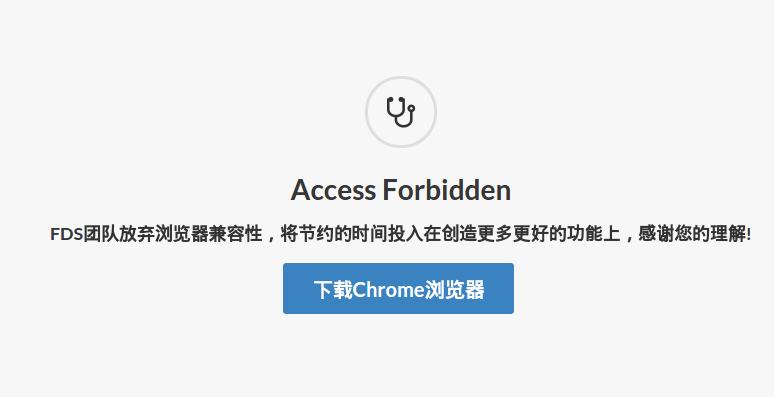 Access Forbidden
FDS团队放弃浏览器兼容性，将节约的时间投入在创造更多更好的功能上，感谢您的理解!
下载Chrome浏览器